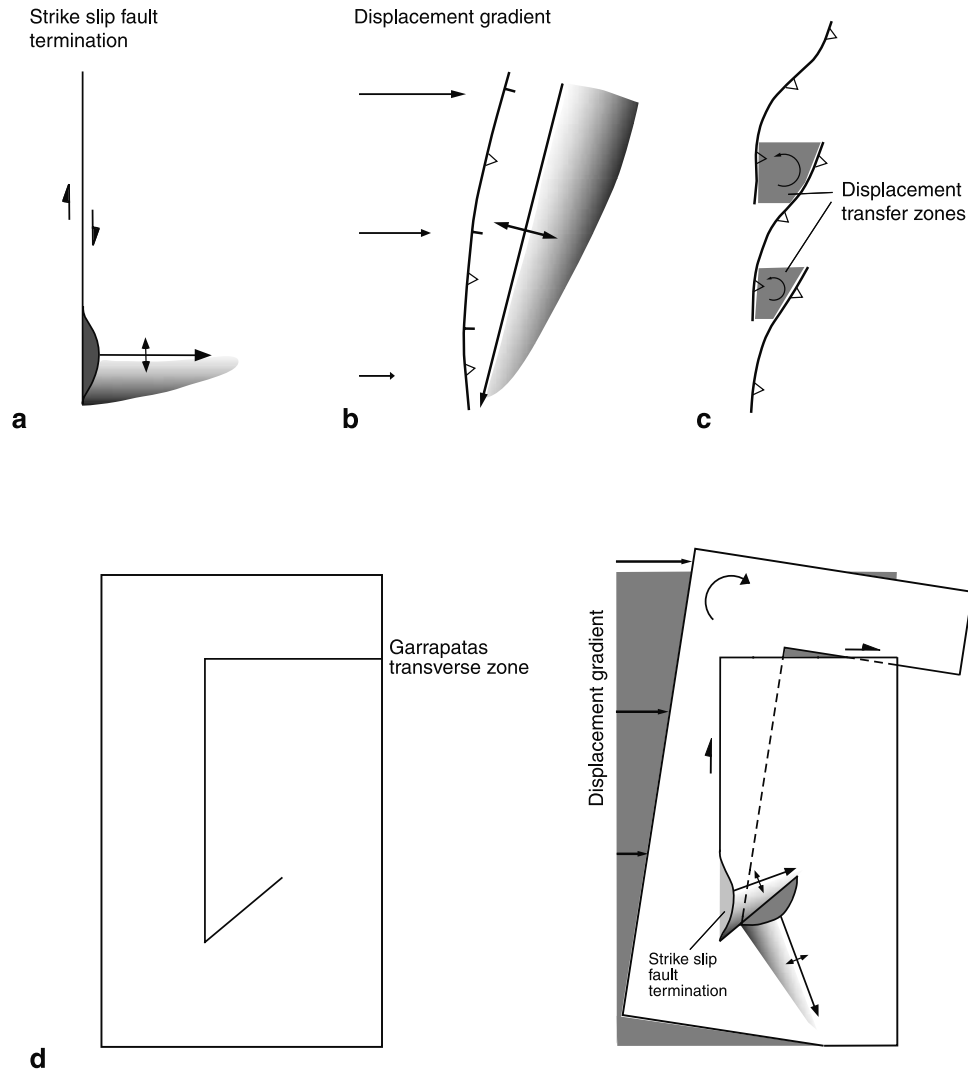 Strike slip fault
termination
Displacement gradient
Displacement
transfer zones
a
b
c
Garrapatas
transverse zone
Displacement gradient
Strike slip
fault
termination
d